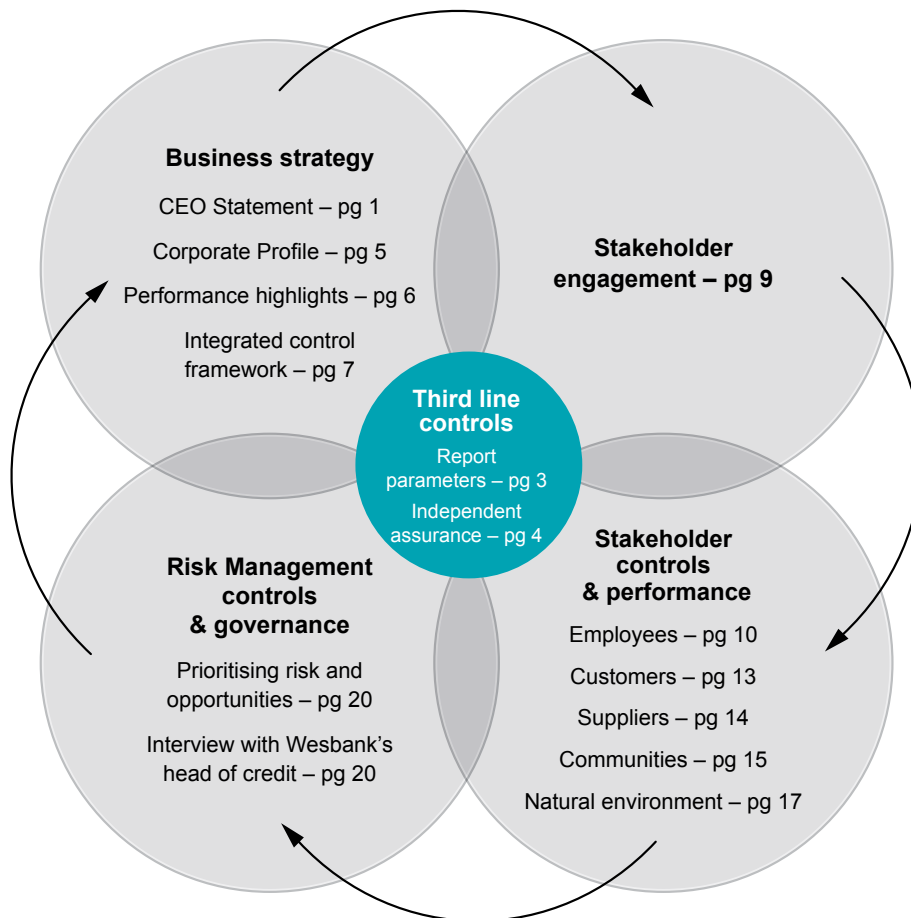 Business strategy
CEO Statement – pg 1
Corporate Profile – pg 5
Performance highlights – pg 6
Integrated control
framework – pg 7
Stakeholder
engagement – pg 9
Third line
controls
Report
parameters – pg 3
Independent
assurance – pg 4
Risk Management
controls
& governance
Prioritising risk and
opportunities – pg 20
Interview with Wesbank’s
head of credit – pg 20
Stakeholder
controls
& performance
Employees – pg 10
Customers – pg 13
Suppliers – pg 14
Communities – pg 15
Natural environment – pg 17